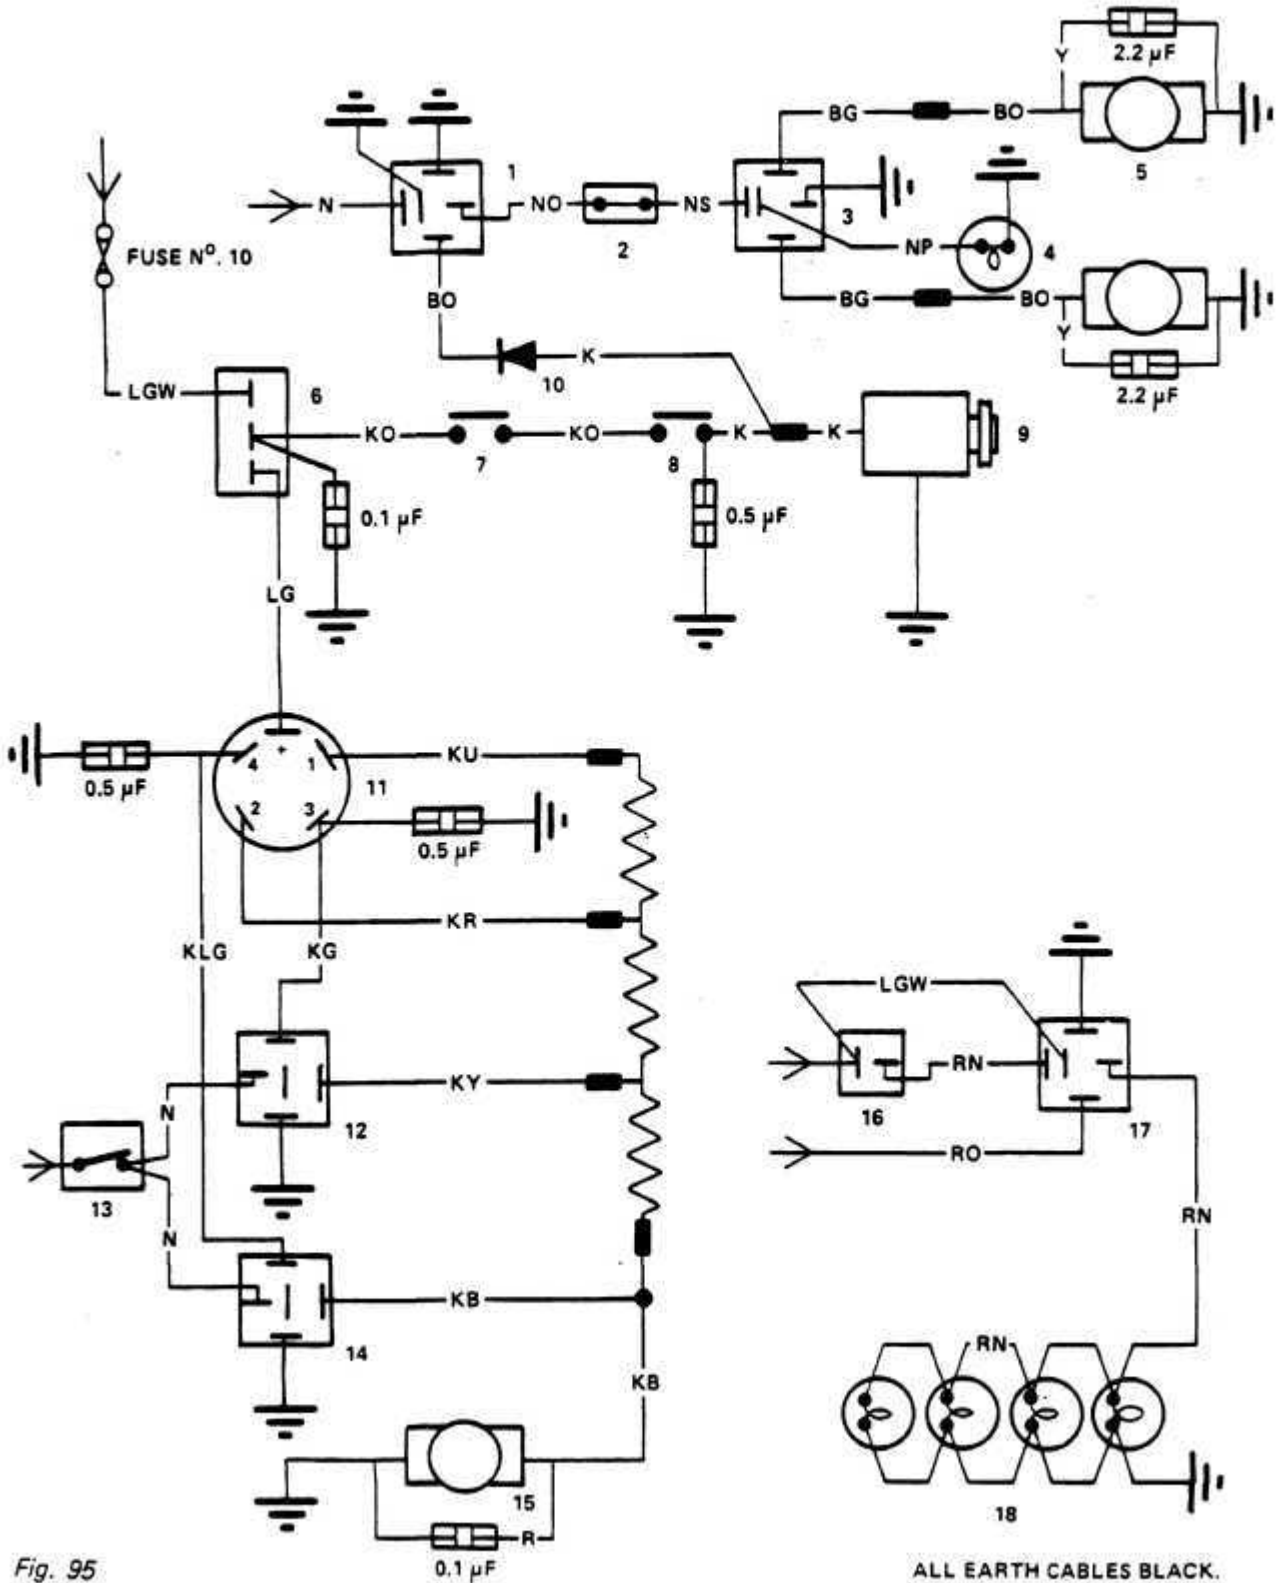 2.2 µF
Y
BG
BO
5
1
N
NO
NS
3
2
NP
4
FUSE Nº. 10
BO
BG
BO
Y
2.2 µF
K
10
LGW
6
KO
KO
K
K
9
7
8
0.1 µF
0.5 µF
LG
KU
4
+
1
11
0.5 µF
2
3
0.5 µF
KR
KLG
KG
LGW
KY
RN
N
12
16
17
RO
13
RN
N
KB
14
RN
KB
15
18
R
0.1 µF
Fig. 95
ALL EARTH CABLES BLACK.